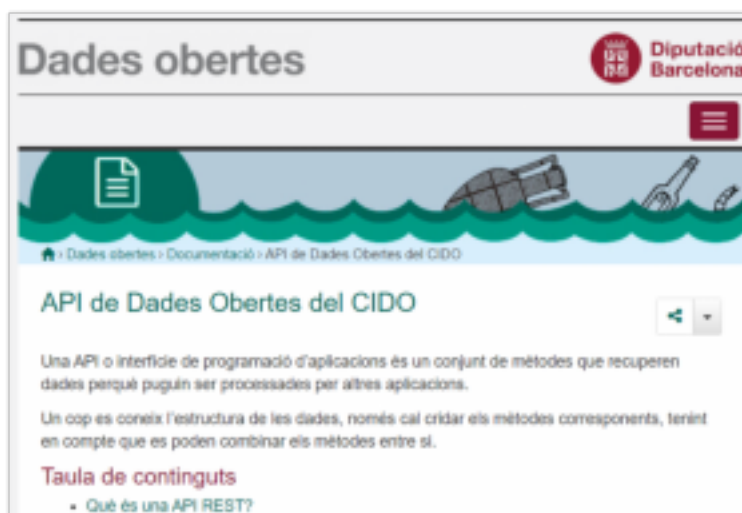 Dades obertes
Diputació
Barcelona
› Dades obertes › Documentació › API de Dades Obertes del CIDO
API de Dades Obertes del CIDO
Una API o interfície de programació d'aplicacions és un conjunt de mètodes que recuperen
dades perquè puguin ser processades per altres aplicacions.
Un cop es coneix l'estructura de les dades, només cal cridar els mètodes corresponents, tenint
en compte que es poden combinar els mètodes entre si.
Taula de continguts
• Què és una API REST?